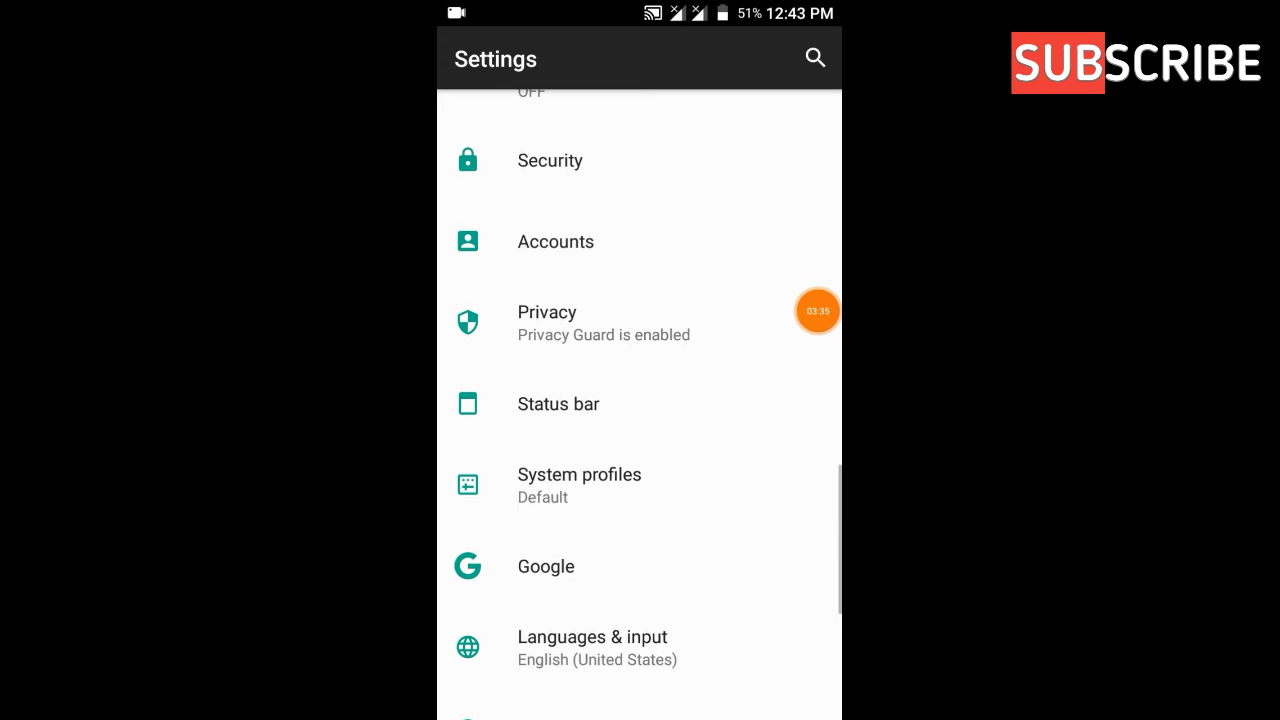 51% 12:43 PM
SUBSCRIBE
Settings
OFF
Security
Accounts
Privacy
03:35
Privacy Guard is enabled
Status bar
System profiles
Default
Google
Languages & input
English (United States)